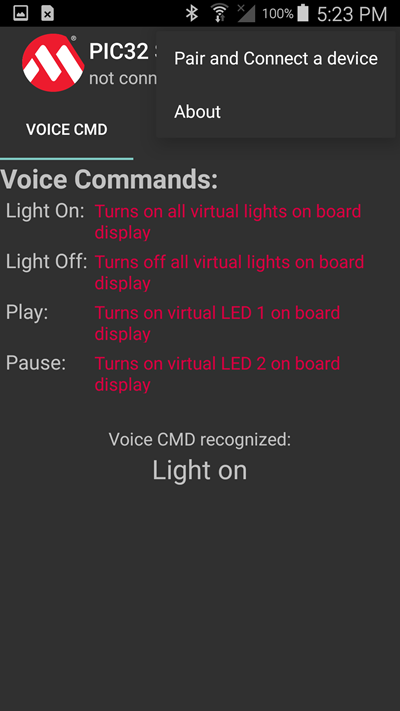 100% 5:23 PM
PIC32
not conn
Pair and Connect a device
About
VOICE CMD
Voice Commands:
Light On: Turns on all virtual lights on board
display
Light Off: Turns off all virtual lights on board
display
Play: Turns on virtual LED 1 on board
display
Pause: Turns on virtual LED 2 on board
display
Voice CMD recognized:
Light on